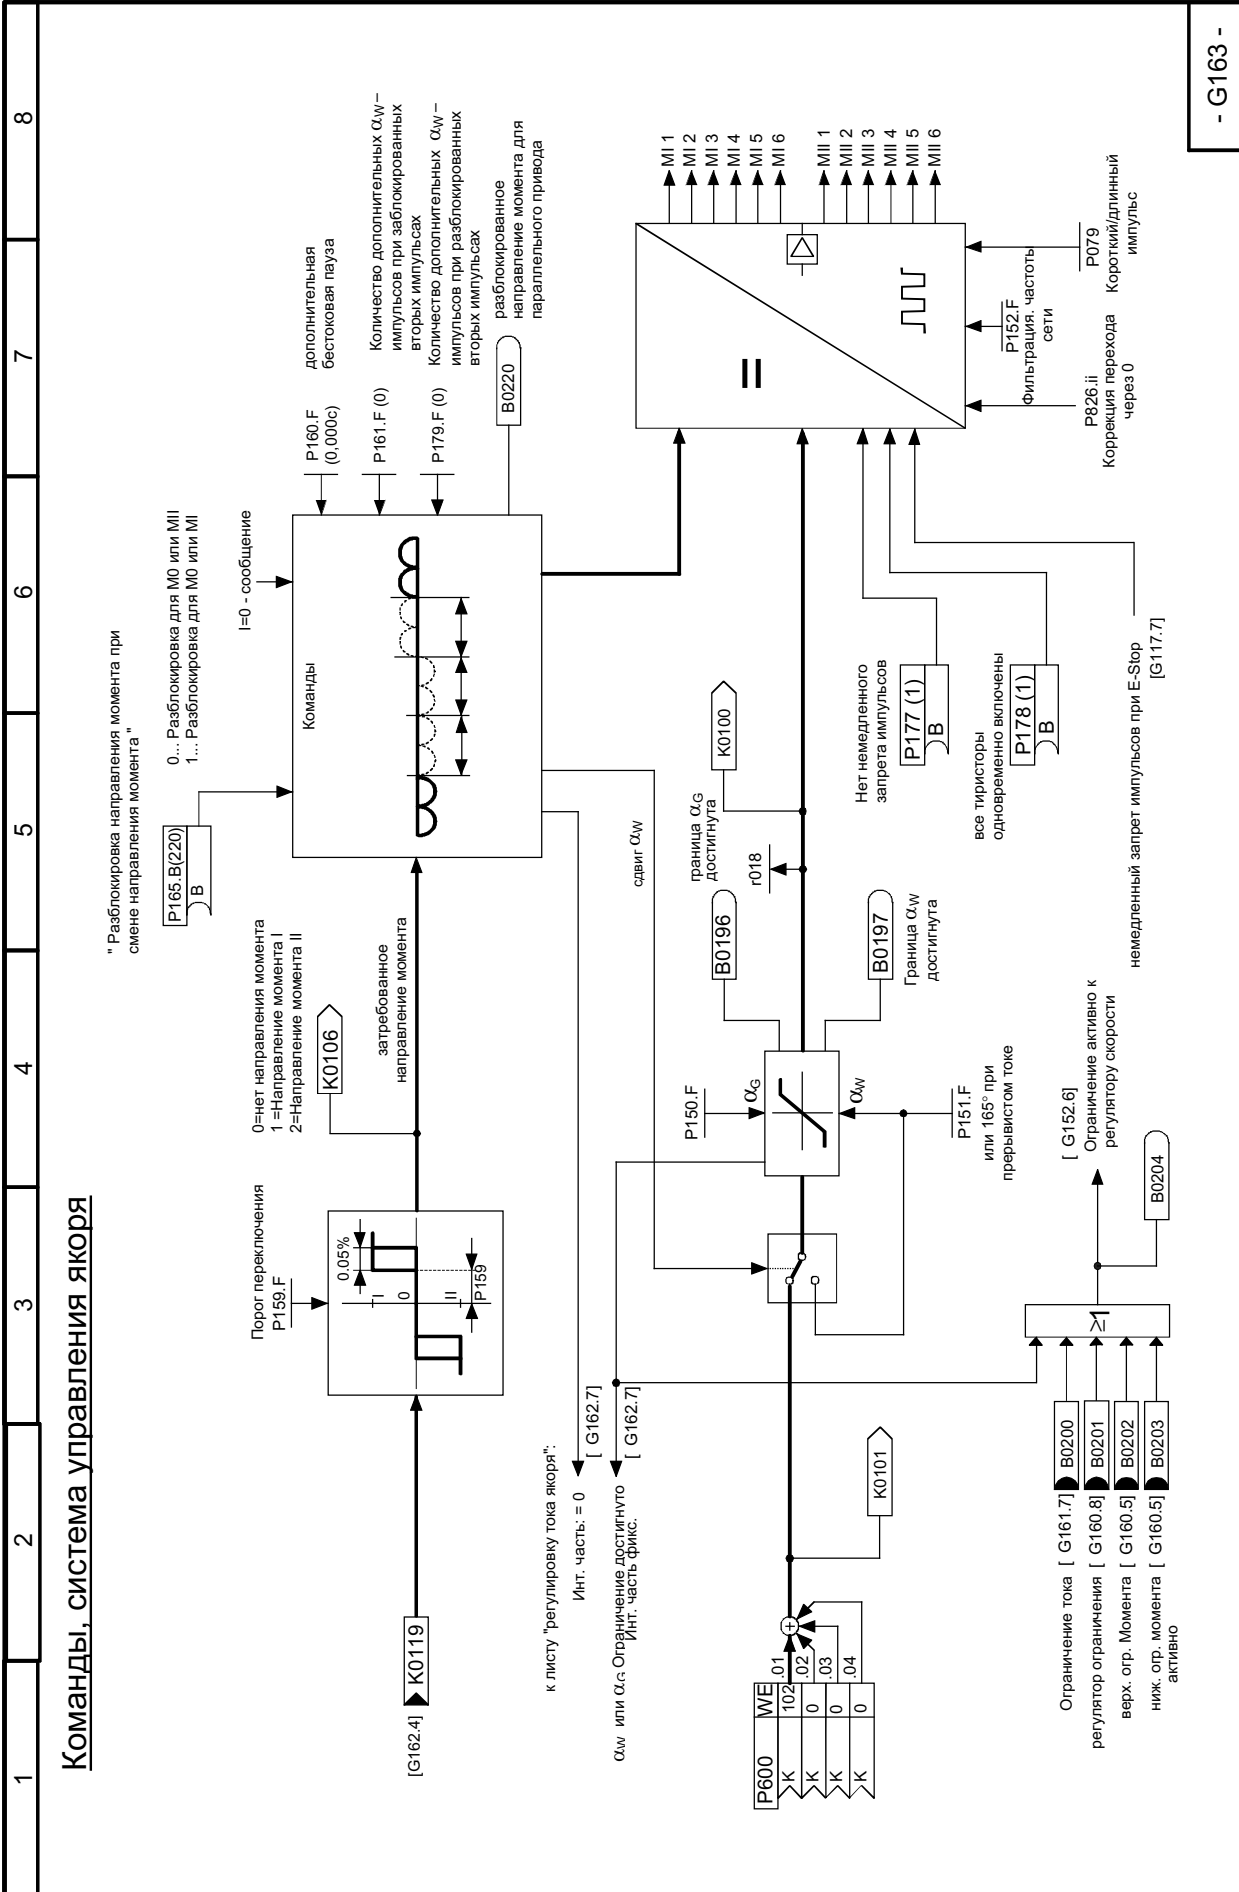 1 2 3 4 5 6 7 8
Команды, система управления якоря
" Разблокировка направления момента при
смене направления момента "
0... Разблокировка для М0 или МII
1... Разблокировка для М0 или МI
P165.B(220)
B
I=0 - сообщение
Порог переключения
P159.F
0.05%
I
0
II
P159
[G162.4]
K0119
0=нет направления момента
1 =Направление момента I
2=Направление момента II
K0106
затребованное
направление момента
Команды
P160.F
(0,000с)
дополнительная
бестоковая пауза
P161.F (0)
Количество дополнительных αW –
импульсов при заблокированных
вторых импульсах
P179.F (0)
Количество дополнительных αW –
импульсов при разблокированных
вторых импульсах
B0220
разблокированное
направление момента для
параллельного привода
к листу "регулировку тока якоря":
Инт. часть: = 0
[ G162.7]
αW или αG Ограничение достигнуто
Инт. часть фикс.
[ G162.7]
сдвиг αW
P150.F
αG
αW
P151.F
или 165° при
прерывистом токе
B0196
граница αG
достигнута
r018
K0100
B0197
Граница αW
достигнута
P600
WE
K 102 .01
K 0 .02
K 0 .03
K 0 .04
+
K0101
Нет немедленного
запрета импульсов
P177 (1)
B
все тиристоры
одновременно включены
P178 (1)
B
немедленный запрет импульсов при E-Stop
[G117.7]
=
MI 1
MI 2
MI 3
MI 4
MI 5
MI 6
MII 1
MII 2
MII 3
MII 4
MII 5
MII 6
P826.ii
Коррекция перехода
через 0
P152.F
Фильтрация. частоты
сети
P079
Короткий/длинный
импульс
Ограничение тока [ G161.7] B0200
регулятор ограничения [ G160.8] B0201
верх. огр. Момента [ G160.5] B0202
ниж. огр. момента [ G160.5] B0203
активно
≥1
[ G152.6]
Ограничение активно к
регулятору скорости
B0204
- G163 -